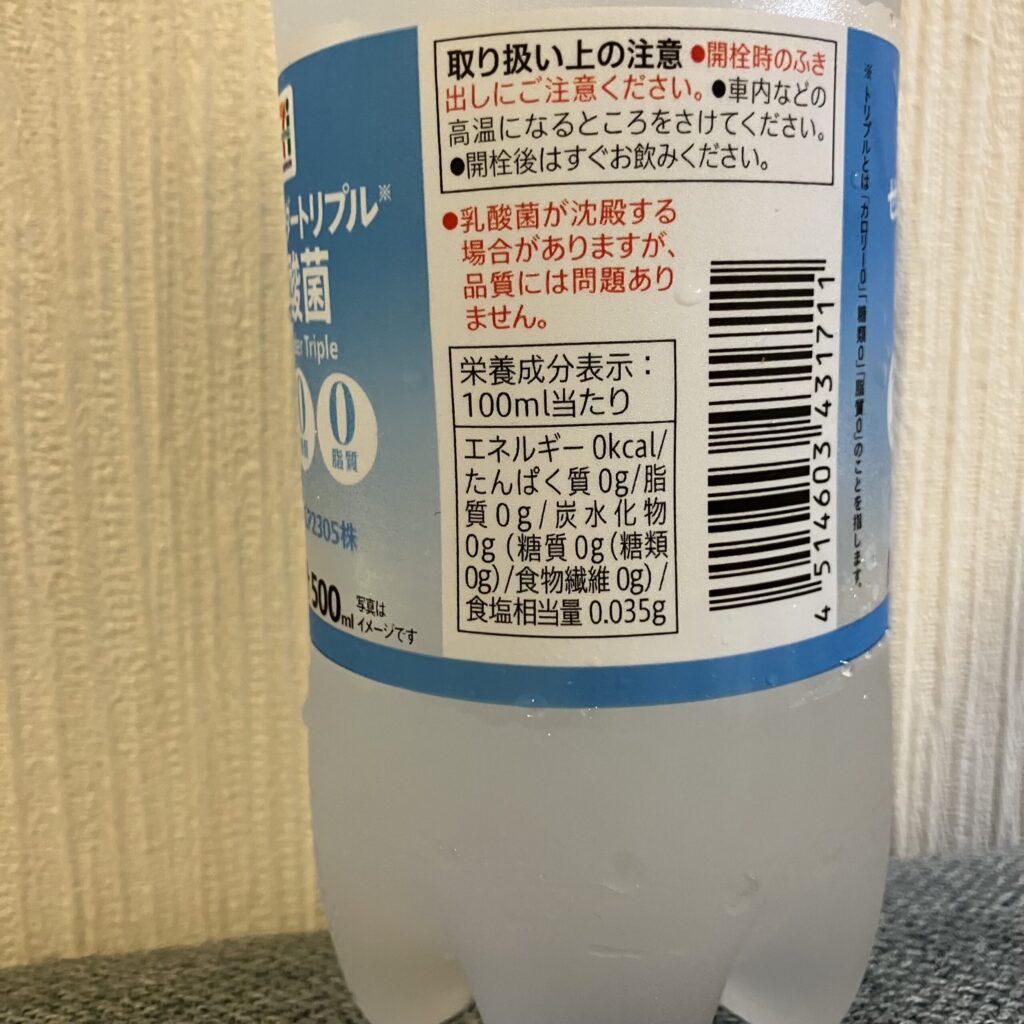 取り扱い上の注意 ●開栓時のふき
出しにご注意ください。●車内などの
高温になるところをさけてください。
●開栓後はすぐお飲みください。
●乳酸菌が沈殿する
場合がありますが、
品質には問題あり
ません。
栄養成分表示：
100ml当たり
エネルギー 0kcal/
たんぱく質 0g/脂
質 0g/炭水化物
0g (糖質 0g(糖類
0g)/食物繊維 0g)/
食塩相当量 0.035g
4 514603 431711
※トリプルとは「カロリー0」「糖類0」「脂質0」のことを指します。
ートリプル※
酸菌
Triple
0
0
脂質
2305株
500ml
写真は
イメージです